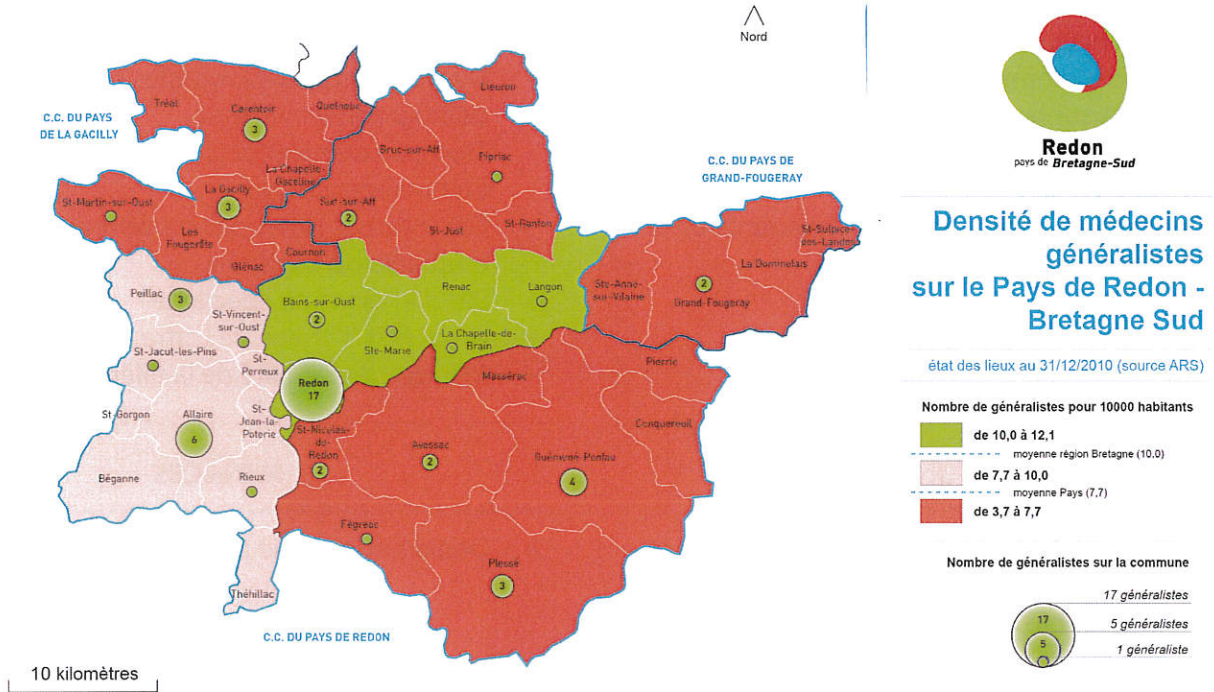 Nord
C.C. DU PAYS
DE LA GACILLY
C.C. DU PAYS DE
GRAND-FOUGERAY
C.C. DU PAYS DE REDON
Tréal
Carentoir
3
Quelneuc
Lieuron
Bruc-sur-Aff
Pipriac
La Chapelle-
Gaceline
La Gacilly
3
St-Martin-sur-Oust
Sixt-sur-Aff
2
Les
Fougerêts
Cournon
St-Just
St-Ganton
Glénac
St-Sulpice-
des-Landes
La Dominelais
Ste-Anne-
sur-Vilaine
Grand-Fougeray
2
Peillac
3
Bains-sur-Oust
2
Renac
Langon
St-Vincent-
sur-Oust
Ste-Marie
La Chapelle-de-
Brain
St-Jacut-les-Pins
St-
Perreux
Redon
17
Massérac
Pierric
St-Gorgon
Allaire
6
St-
Jean-la-
Poterie
St-Nicolas-
de-
Redon
2
Avessac
2
Guémené-Penfao
4
Conquereuil
Béganne
Rieux
Fégréac
Plessé
3
Théhillac
10 kilomètres
Redon
pays de Bretagne-Sud
Densité de médecins
généralistes
sur le Pays de Redon -
Bretagne Sud
état des lieux au 31/12/2010 (source ARS)
Nombre de généralistes pour 10000 habitants
de 10,0 à 12,1
moyenne région Bretagne (10,0)
de 7,7 à 10,0
moyenne Pays (7,7)
de 3,7 à 7,7
Nombre de généralistes sur la commune
17 généralistes
17
5 généralistes
5
1 généraliste